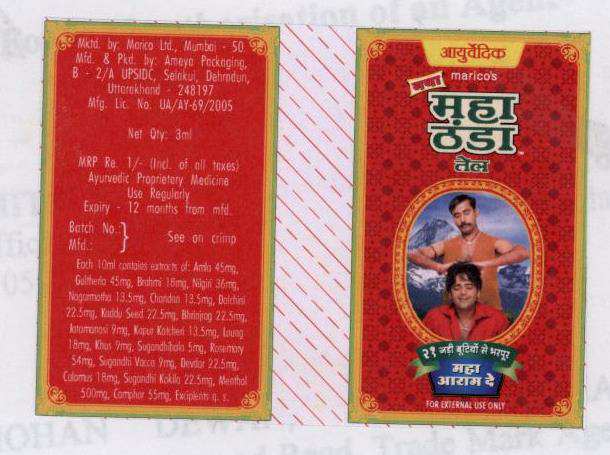 Mktd. by: Marico Ltd., Mumbai - 50.
Mfd. & Pkd. by: Ameya Packaging,
B - 2/A UPSIDC, Selakui, Dehradun,
Uttarakhand - 248197
Mfg. Lic. No. UA/AY-69/2005
Net Qty: 3ml
MRP Re. 1/- (Incl. of all taxes)
Ayurvedic Proprietary Medicine
Use Regularly
Expiry - 12 months from mfd.
Batch No.:
Mfd.:
See on crimp
Each 10ml contains extracts of: Amla 45mg,
Gultheria 45mg, Brahmi 18mg, Nilgiri 36mg,
Nagarmotha 13.5mg, Chandan 13.5mg, Dalchini
22.5mg, Kaddu Seed 22.5mg, Bhringraj 22.5mg,
Jatamansi 9mg, Kapur Katcheri 13.5mg, Laung
18mg, Khus 9mg, Sugandhibala 5mg, Rosemary
54mg, Sugandhi Vacca 9mg, Devdar 22.5mg,
Calamus 18mg, Sugandhi Kokila 22.5mg, Menthol
500mg, Camphor 55mg, Excipients q. s.
आयुर्वेदिक
नया
marico's
महा
ठंडा
तेल
TM
२१ जड़ी बूटियों से भरपूर
महा
आराम दे
FOR EXTERNAL USE ONLY